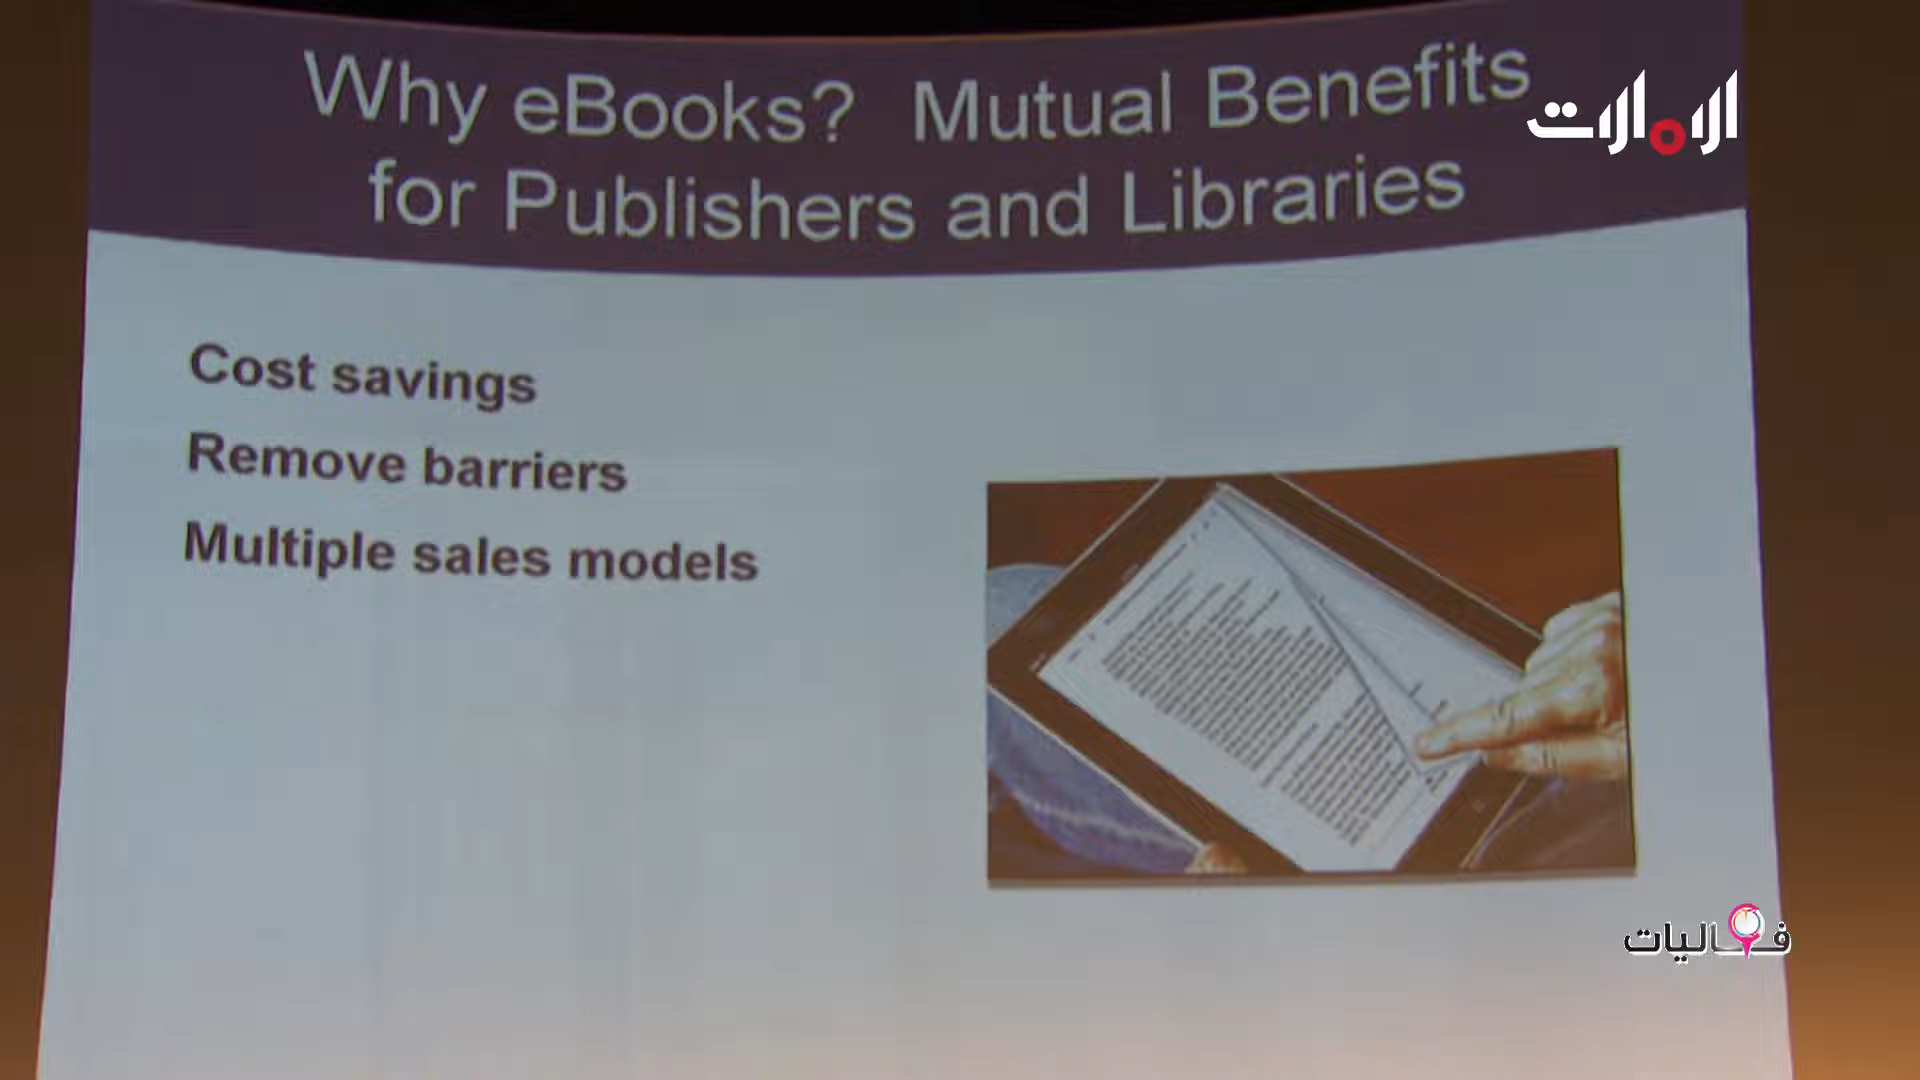 Why eBooks? Mutual Benefits
for Publishers and Libraries
الإمارات
Cost savings
Remove barriers
Multiple sales models
فعاليات